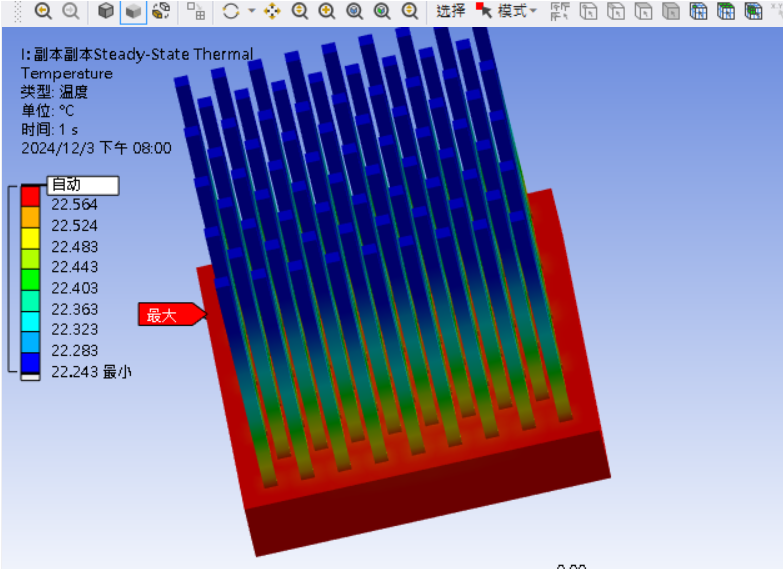 选择 模式
I: 副本副本Steady-State Thermal
Temperature
类型: 温度
单位: °C
时间: 1 s
2024/12/3 下午 08:00
自动
22.564
22.524
22.483
22.443
22.403
22.363
22.323
22.283
22.243 最小
最大